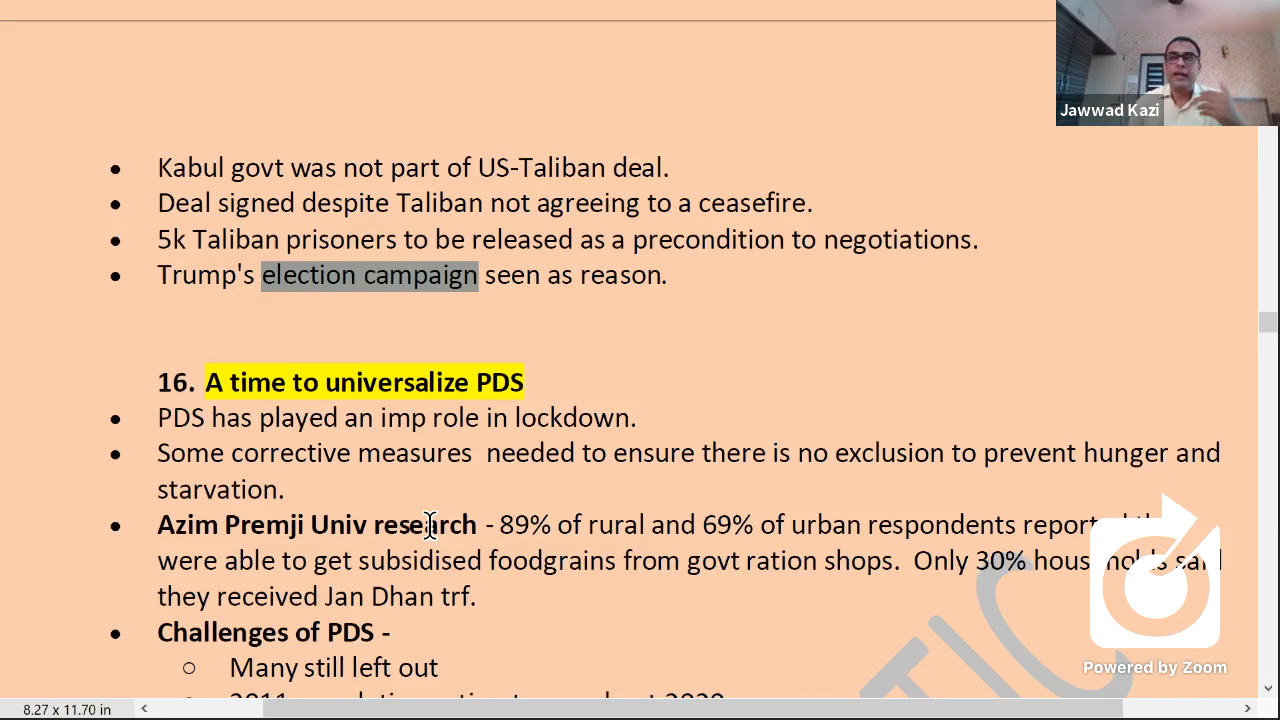 Jawwad Kazi
• Kabul govt was not part of US-Taliban deal.
• Deal signed despite Taliban not agreeing to a ceasefire.
• 5k Taliban prisoners to be released as a precondition to negotiations.
• Trump's election campaign seen as reason.
16. A time to universalize PDS
• PDS has played an imp role in lockdown.
• Some corrective measures needed to ensure there is no exclusion to prevent hunger and
starvation.
• Azim Premji Univ research - 89% of rural and 69% of urban respondents reported
were able to get subsidised foodgrains from govt ration shops. Only 30% households said
they received Jan Dhan trf.
• Challenges of PDS -
○ Many still left out
TIC
Powered by Zoom
8.27 x 11.70 in